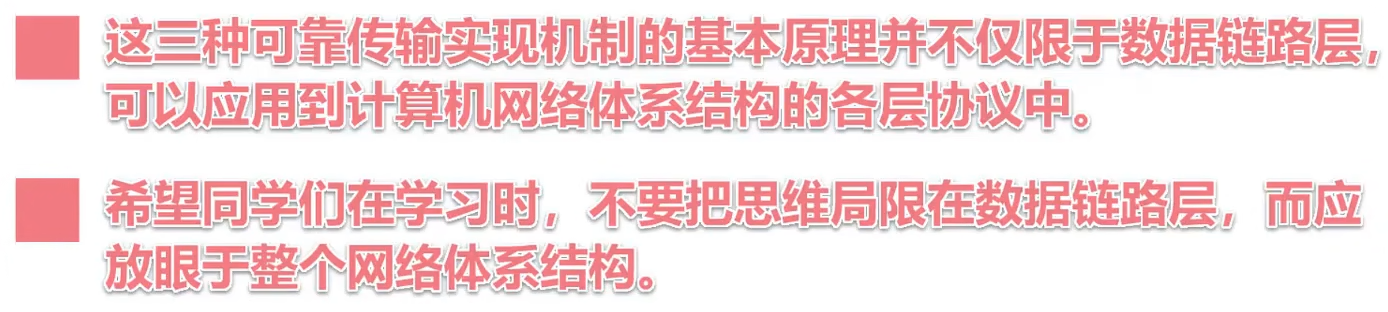 这三种可靠传输实现机制的基本原理并不仅限于数据链路层，
可以应用到计算机网络体系结构的各层协议中。
希望同学们在学习时，不要把思维局限在数据链路层，而应
放眼于整个网络体系结构。